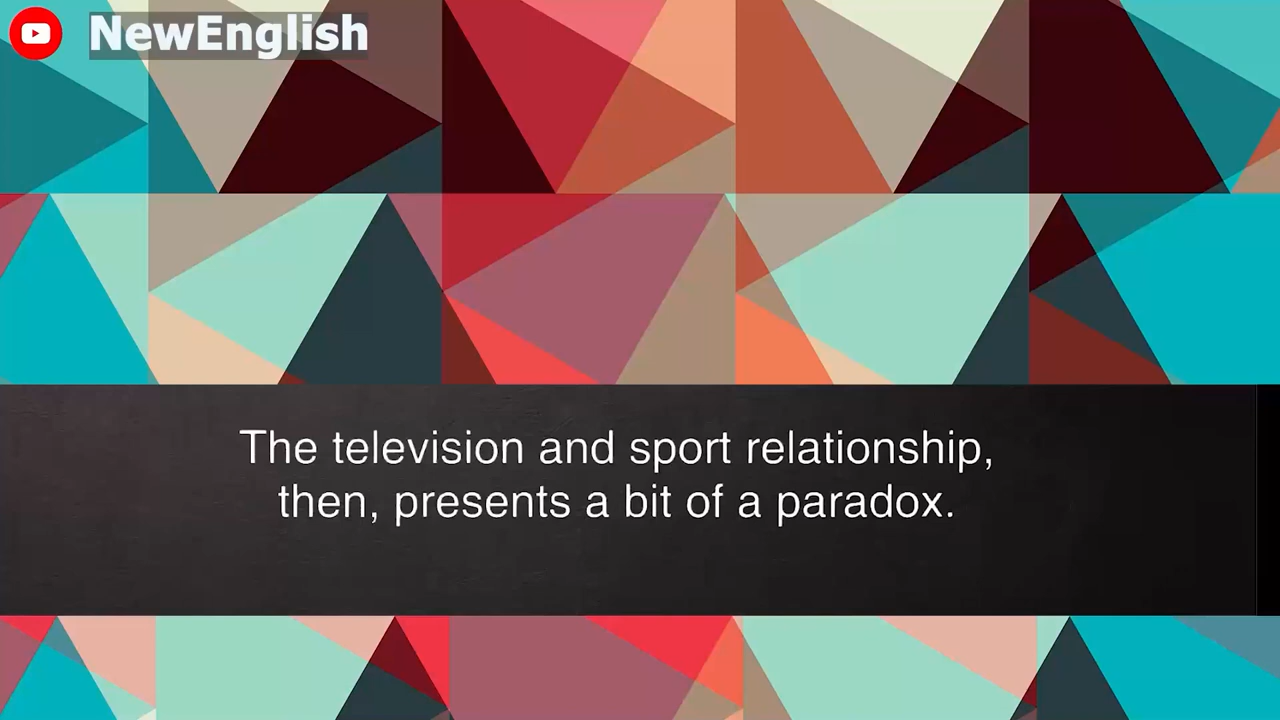 NewEnglish
The television and sport relationship,
then, presents a bit of a paradox.